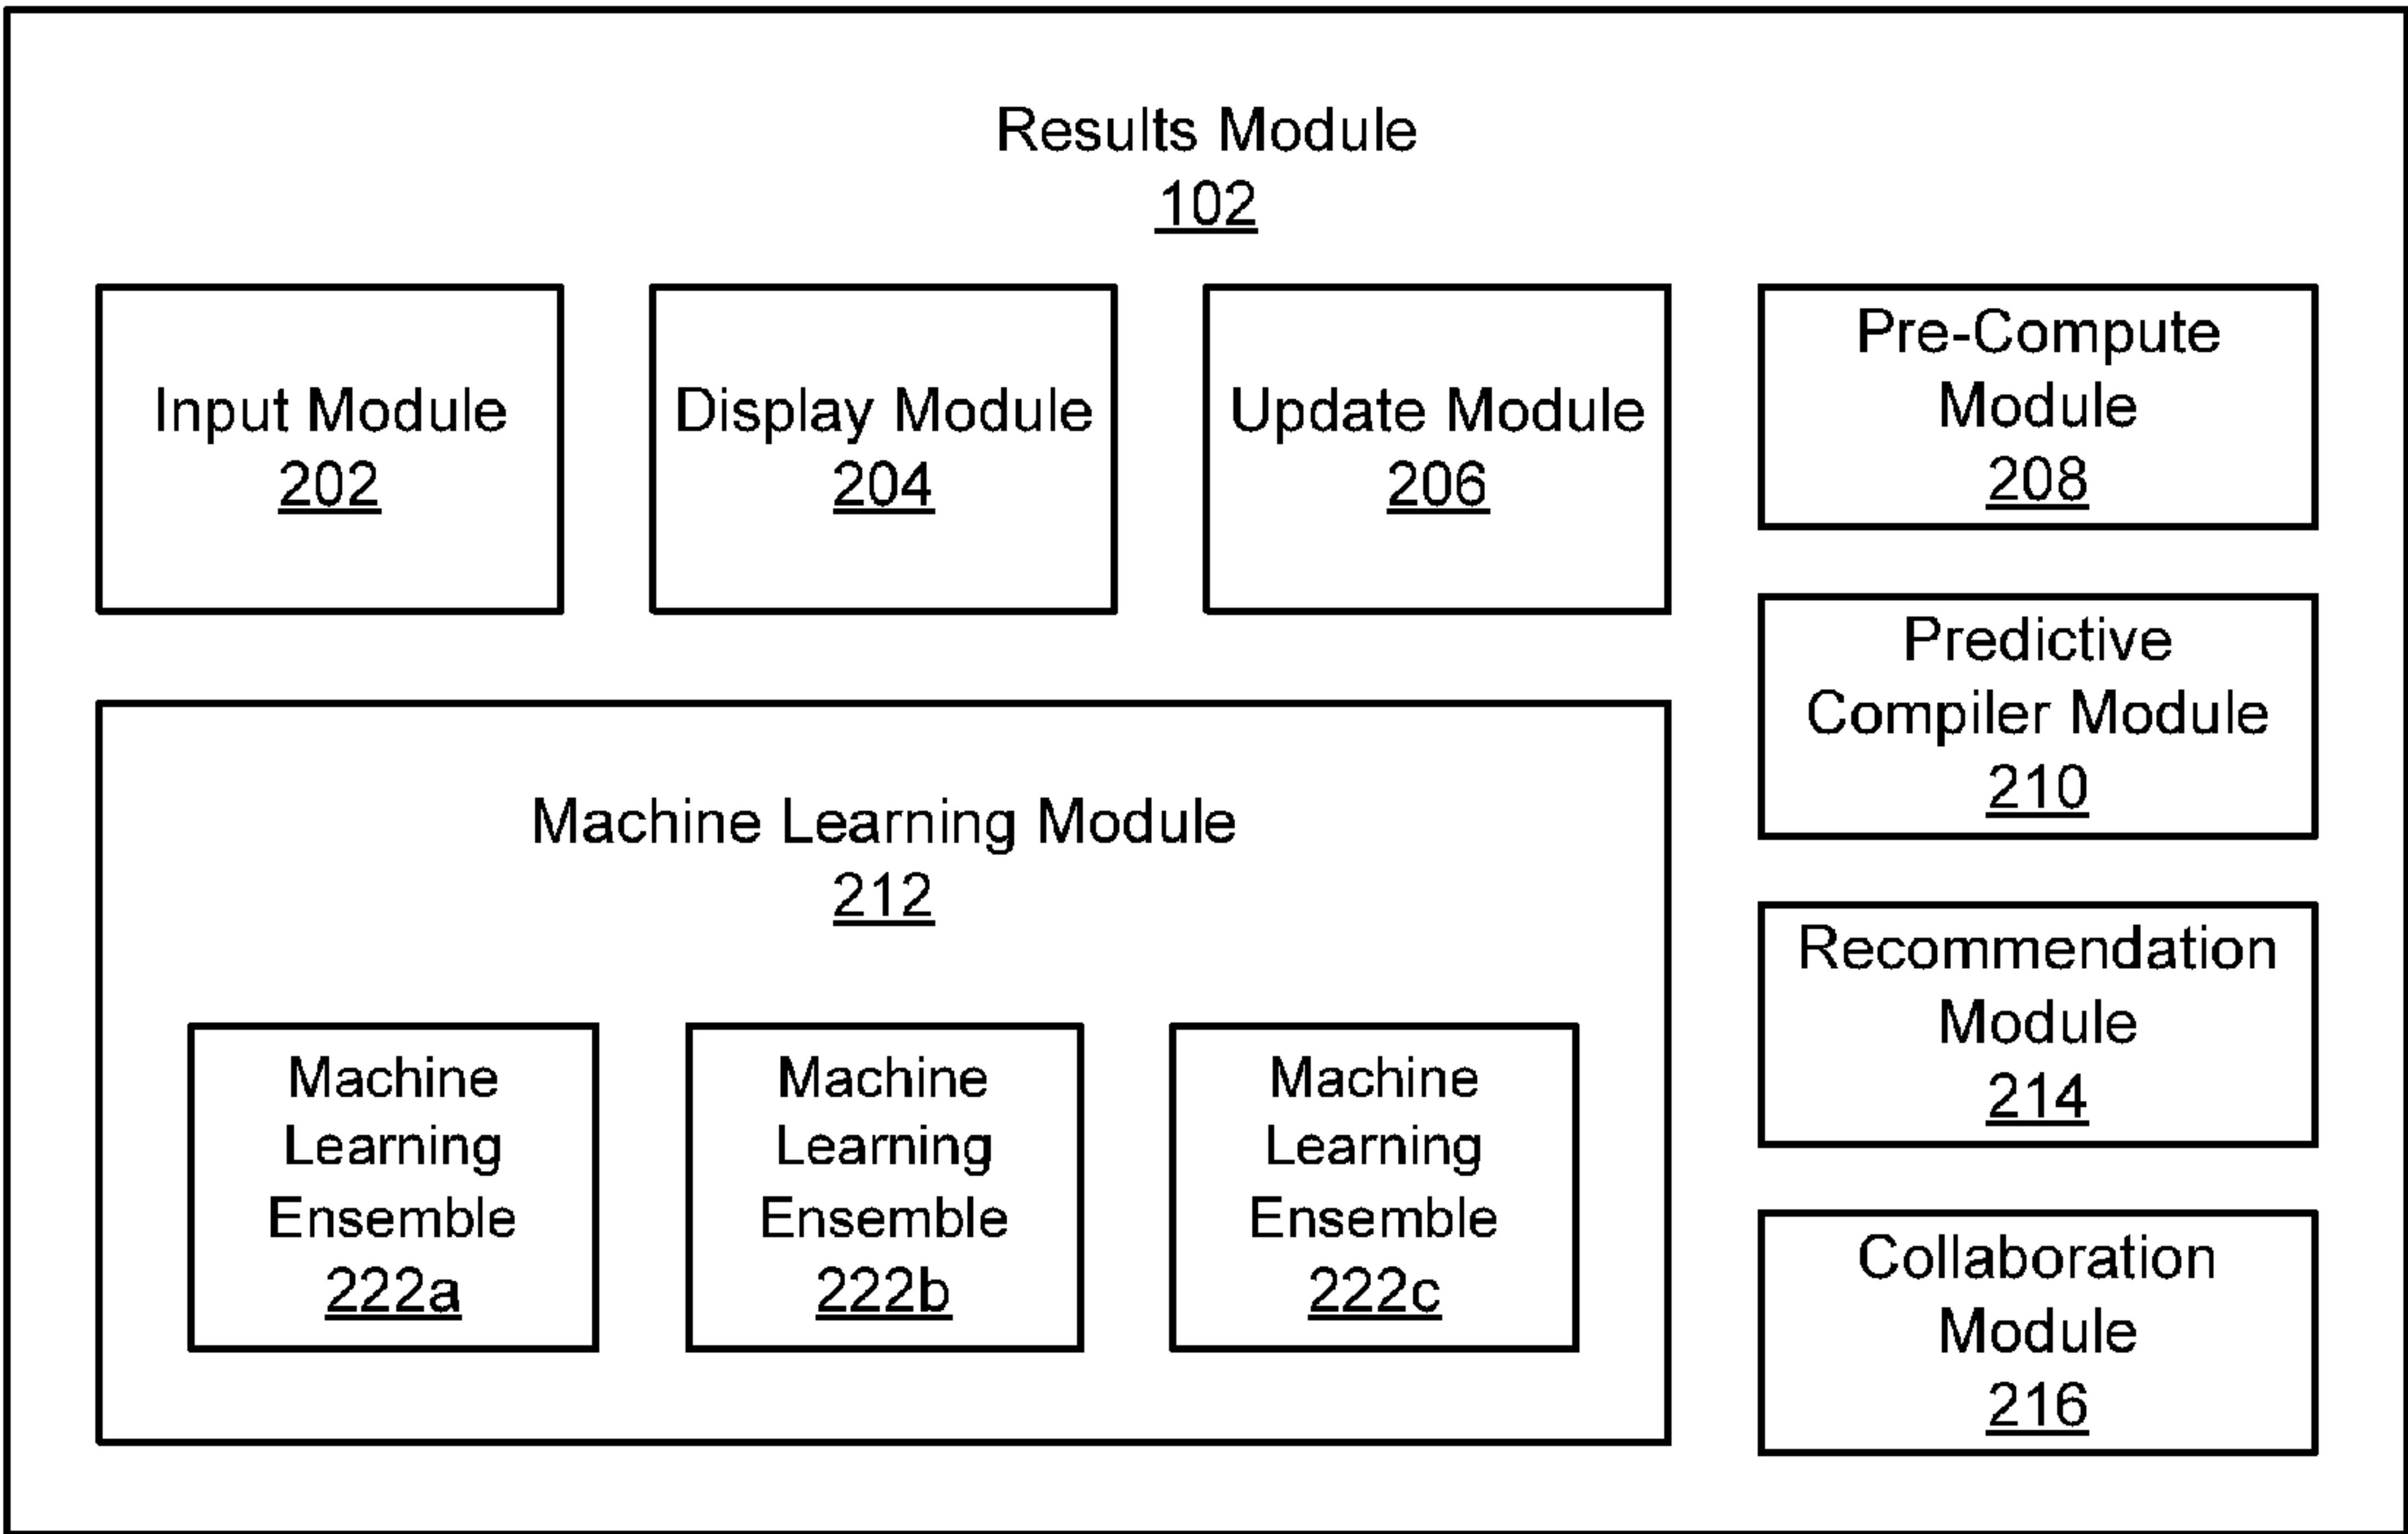 Results Module
102
Input Module
202
Display Module
204
Update Module
206
Pre-Compute
Module
208
Predictive
Compiler Module
210
Machine Learning Module
212
Machine
Learning
Ensemble
222a
Machine
Learning
Ensemble
222b
Machine
Learning
Ensemble
222c
Recommendation
Module
214
Collaboration
Module
216